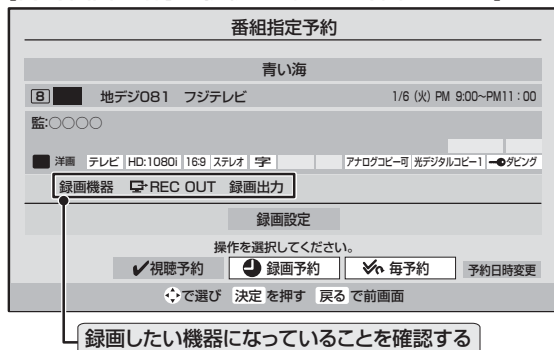 番組指定予約
青い海
8 地デジ081 フジテレビ 1/6 (火) PM 9:00~PM11:00
監:○○○○
洋画 テレビ HD:1080i 16:9 ステレオ 字 アナログコピー可 光デジタルコピー1 ダビング
録画機器 REC OUT 録画出力
録画設定
操作を選択してください。
視聴予約 録画予約 毎予約 予約日時変更
で選び 決定 を押す 戻る で前画面
録画したい機器になっていることを確認する